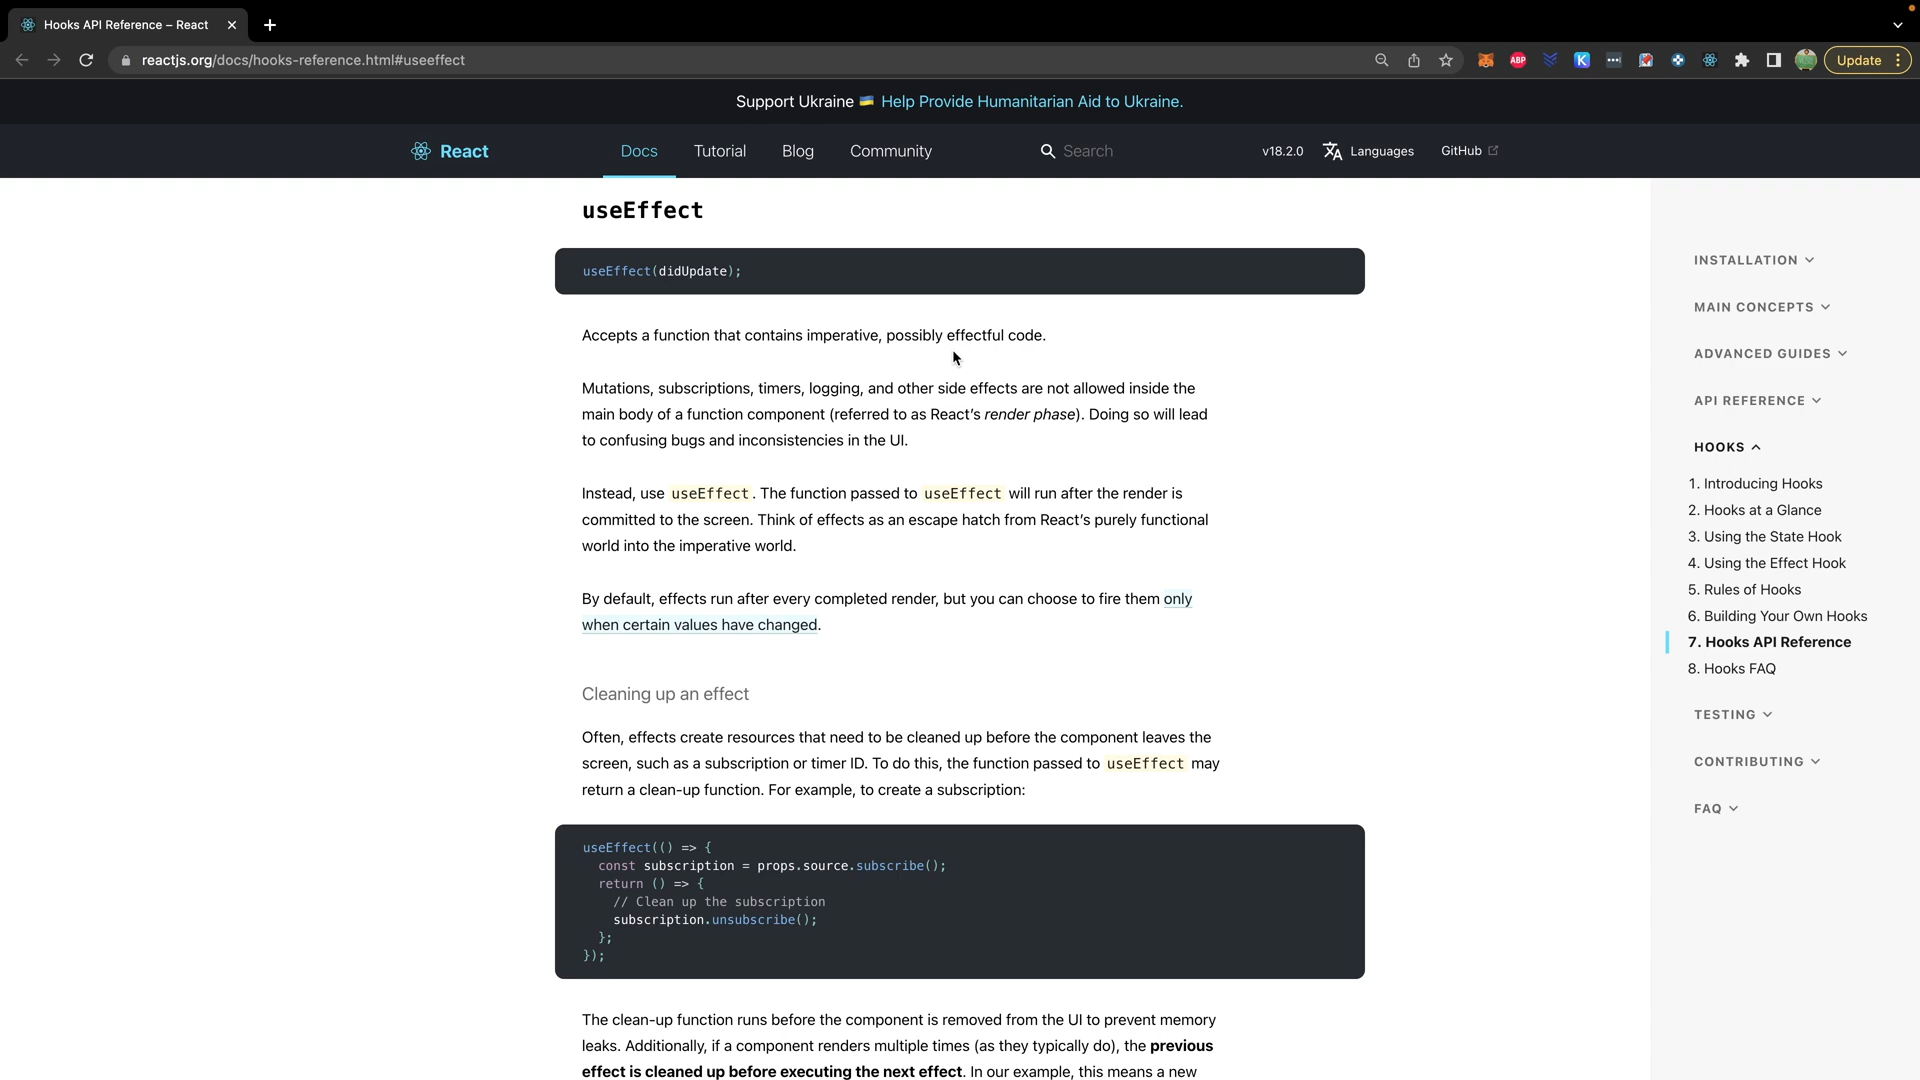 Hooks API Reference – React
reactjs.org/docs/hooks-reference.html#useeffect
ABP
K
Update
Support Ukraine 🇺🇦 Help Provide Humanitarian Aid to Ukraine.
React
Docs
Tutorial
Blog
Community
Search
v18.2.0
Languages
GitHub
useEffect
useEffect(didUpdate);
Accepts a function that contains imperative, possibly effectful code.
Mutations, subscriptions, timers, logging, and other side effects are not allowed inside the
main body of a function component (referred to as React’s render phase). Doing so will lead
to confusing bugs and inconsistencies in the UI.
Instead, use useEffect. The function passed to useEffect will run after the render is
committed to the screen. Think of effects as an escape hatch from React’s purely functional
world into the imperative world.
By default, effects run after every completed render, but you can choose to fire them only
when certain values have changed.
Cleaning up an effect
Often, effects create resources that need to be cleaned up before the component leaves the
screen, such as a subscription or timer ID. To do this, the function passed to useEffect may
return a clean-up function. For example, to create a subscription:
useEffect(() => {
  const subscription = props.source.subscribe();
  return () => {
    // Clean up the subscription
    subscription.unsubscribe();
  };
});
The clean-up function runs before the component is removed from the UI to prevent memory
leaks. Additionally, if a component renders multiple times (as they typically do), the previous
effect is cleaned up before executing the next effect. In our example, this means a new
INSTALLATION
MAIN CONCEPTS
ADVANCED GUIDES
API REFERENCE
HOOKS
1. Introducing Hooks
2. Hooks at a Glance
3. Using the State Hook
4. Using the Effect Hook
5. Rules of Hooks
6. Building Your Own Hooks
7. Hooks API Reference
8. Hooks FAQ
TESTING
CONTRIBUTING
FAQ